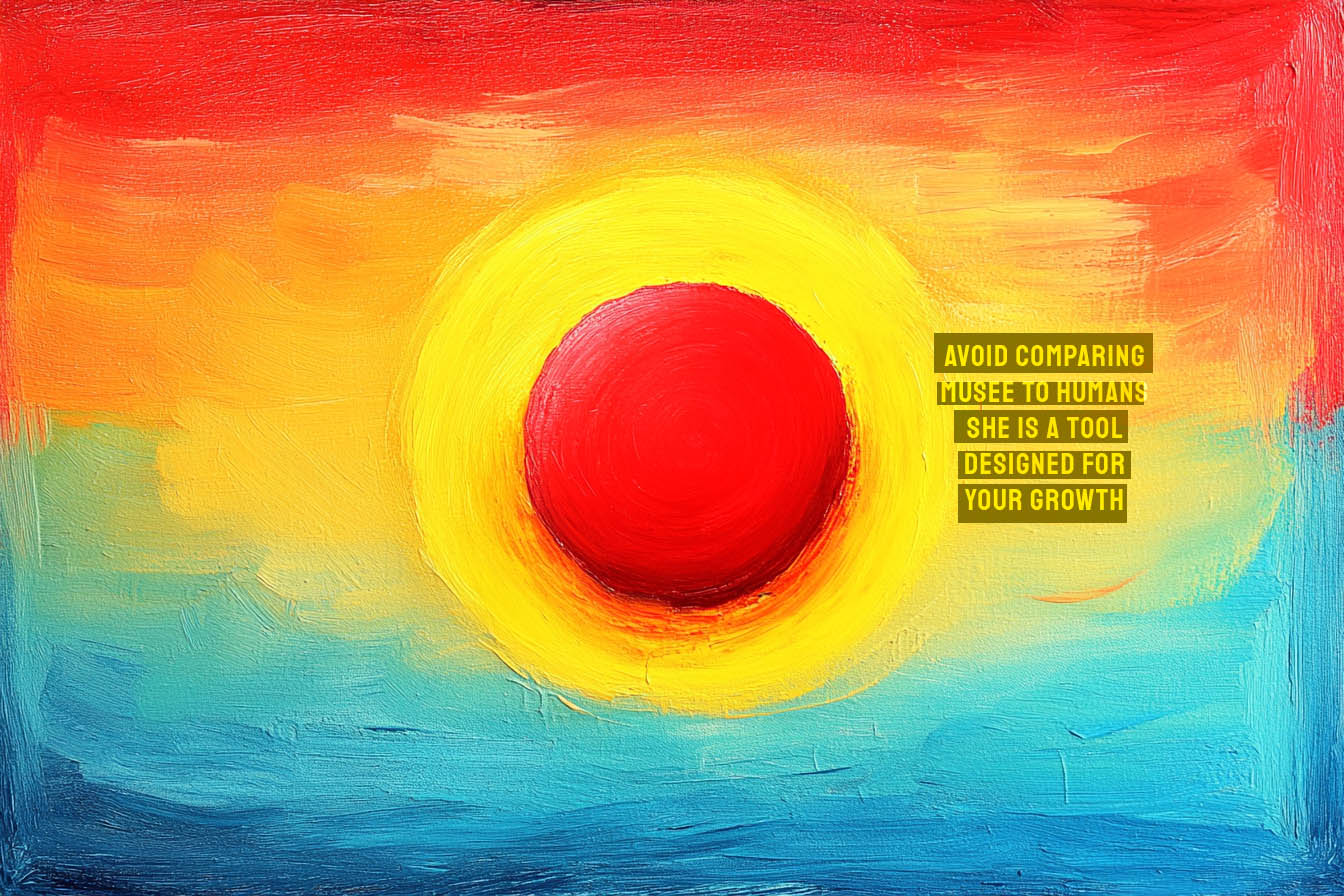 AVOID COMPARING
MUSEE TO HUMANS
SHE IS A TOOL
DESIGNED FOR
YOUR GROWTH